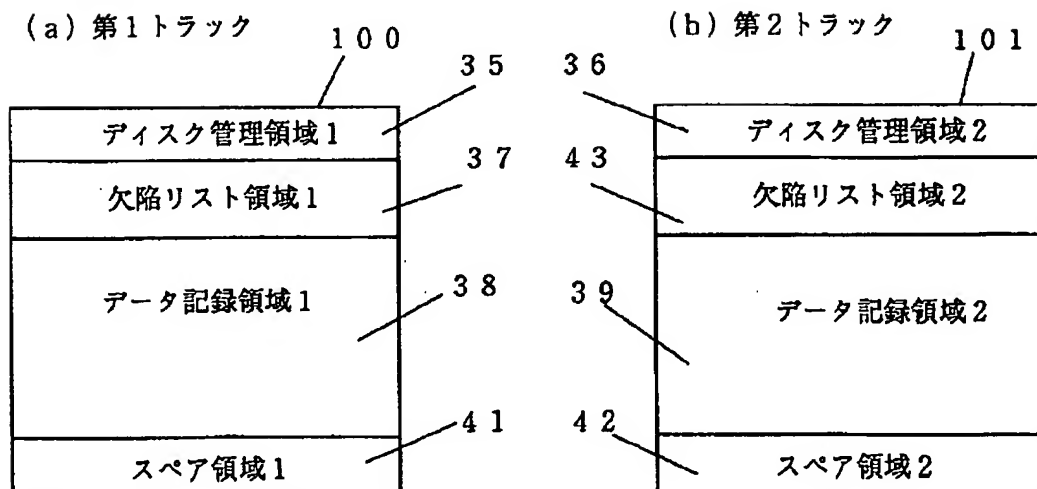 (a) 第1トラック
100
35
ディスク管理領域1
37
欠陥リスト領域1
データ記録領域1
38
41
スペア領域1
(b) 第2トラック
101
36
ディスク管理領域2
43
欠陥リスト領域2
39
データ記録領域2
42
スペア領域2